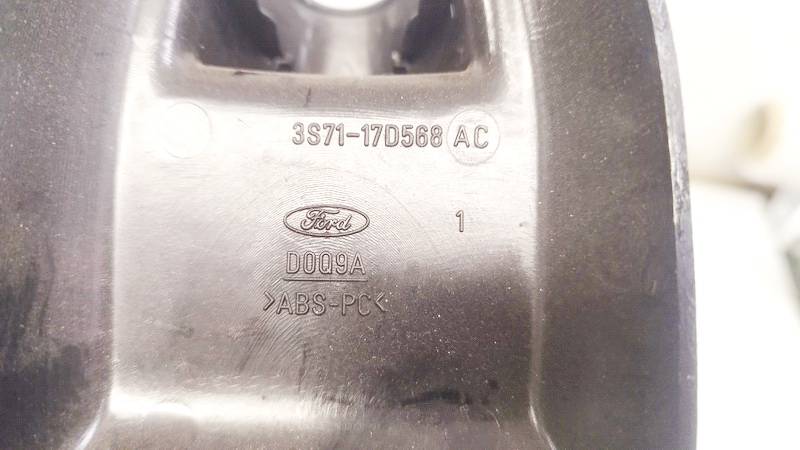 3S71-17D568 AC
Ford 1
D0Q9A
>ABS-PC<